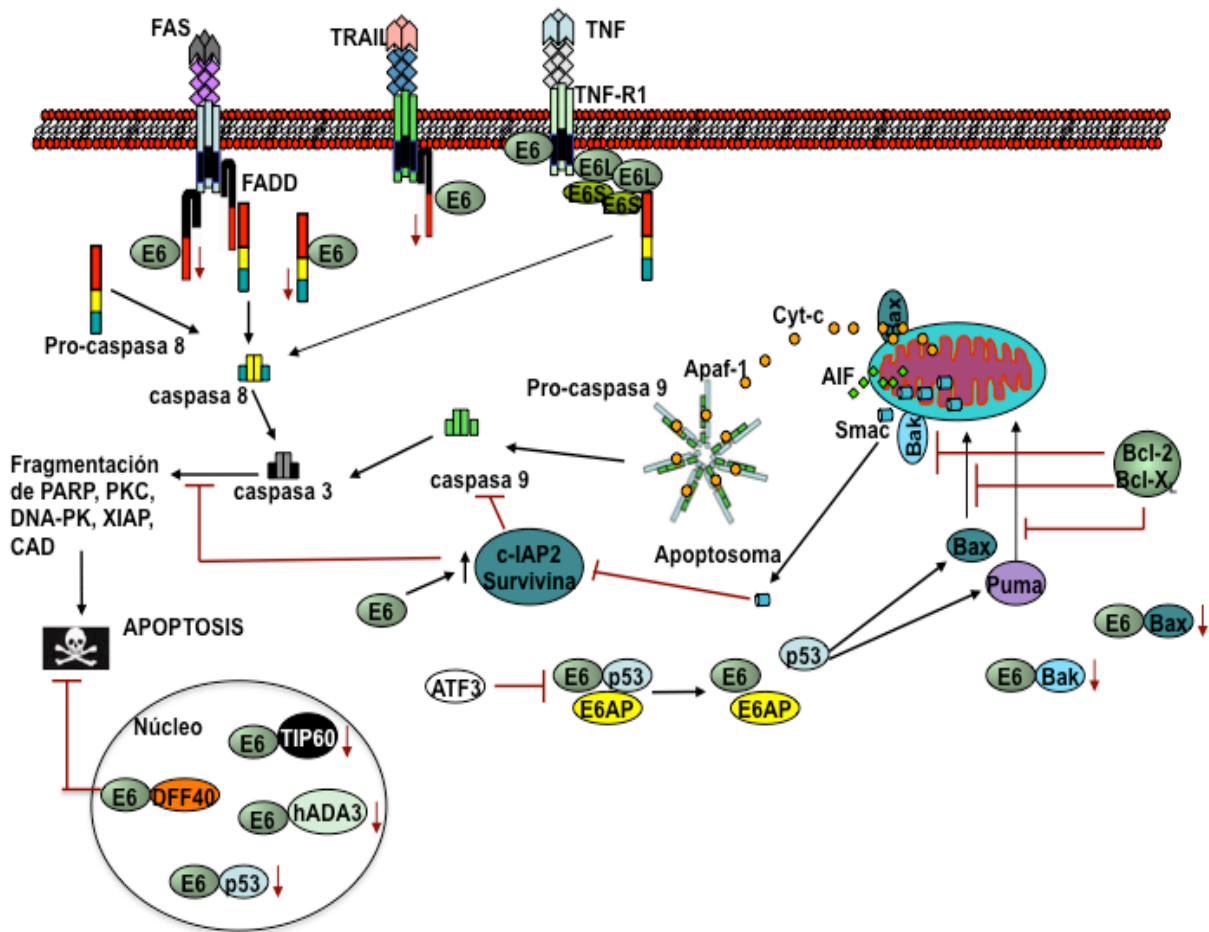 FAS
TRAIL
TNF
TNF-R1
E6
E6L
E6L
E6S
E6S
FADD
E6
E6
E6
Pro-caspasa 8
caspasa 8
Cyt-c
Bax
Apaf-1
AIF
Pro-caspasa 9
Smac
Bak
Bcl-2
Bcl-XL
Fragmentación
de PARP, PKC,
DNA-PK, XIAP,
CAD
caspasa 3
caspasa 9
c-IAP2
Survivina
Apoptosoma
Bax
Puma
E6
E6 Bax
APOPTOSIS
p53
E6 Bak
ATF3
E6 p53
E6AP
E6
E6AP
Núcleo
E6 TIP60
E6 DFF40
E6 hADA3
E6 p53